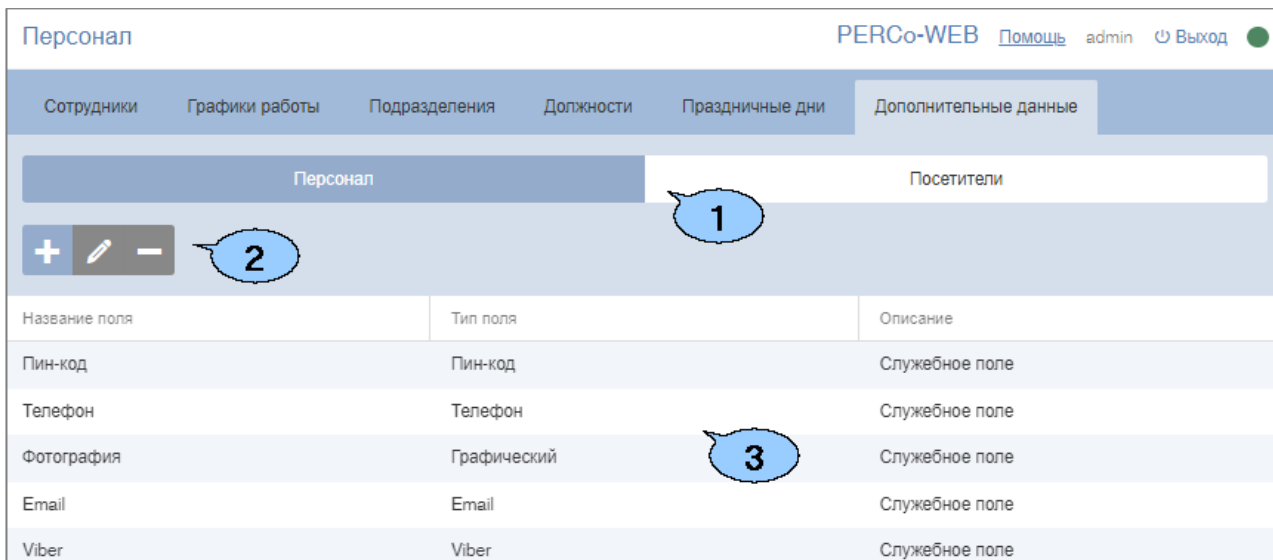 Персонал PERCo-WEB Помощь admin Выход
Сотрудники Графики работы Подразделения Должности Праздничные дни Дополнительные данные
Персонал Посетители
1
2
Название поля Тип поля Описание
Пин-код Пин-код Служебное поле
Телефон Телефон Служебное поле
Фотография Графический Служебное поле
3
Email Email Служебное поле
Viber Viber Служебное поле